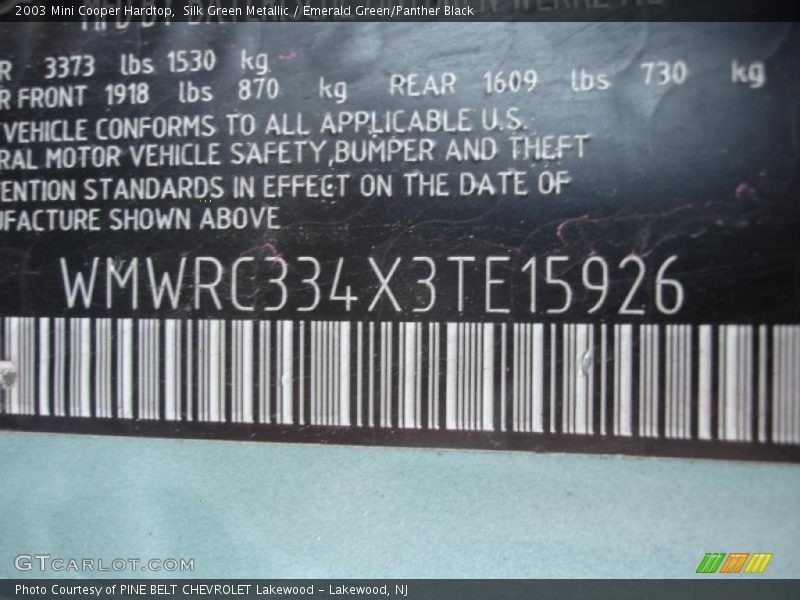 2003 Mini Cooper Hardtop,  Silk Green Metallic / Emerald Green/Panther Black
R 3373 lbs 1530 kg
R FRONT 1918 lbs 870 kg REAR 1609 lbs 730 kg
VEHICLE CONFORMS TO ALL APPLICABLE U.S.
RAL MOTOR VEHICLE SAFETY,BUMPER AND THEFT
ENTION STANDARDS IN EFFECT ON THE DATE OF
UFACTURE SHOWN ABOVE
WMWRC334X3TE15926
GTCARLOT.COM
Photo Courtesy of PINE BELT CHEVROLET Lakewood - Lakewood, NJ